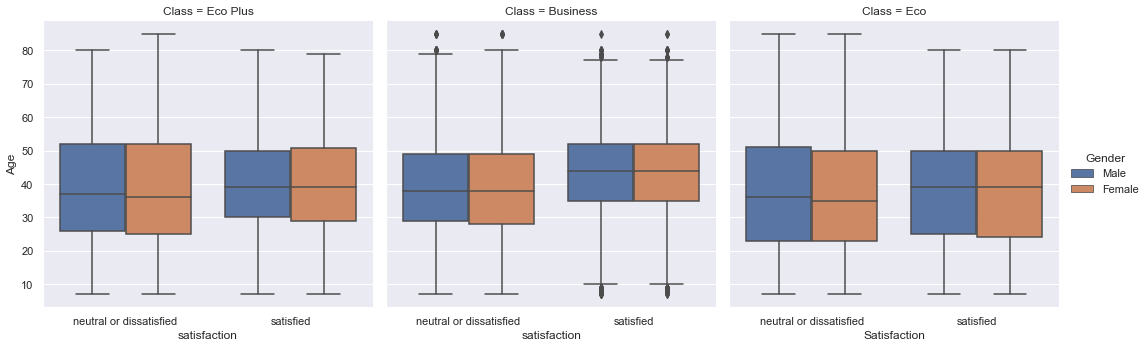 Class = Eco Plus
Class = Business
Class = Eco
Age
80
70
60
50
40
30
20
10
neutral or dissatisfied
satisfied
neutral or dissatisfied
satisfied
neutral or dissatisfied
satisfied
satisfaction
satisfaction
Satisfaction
Gender
Male
Female